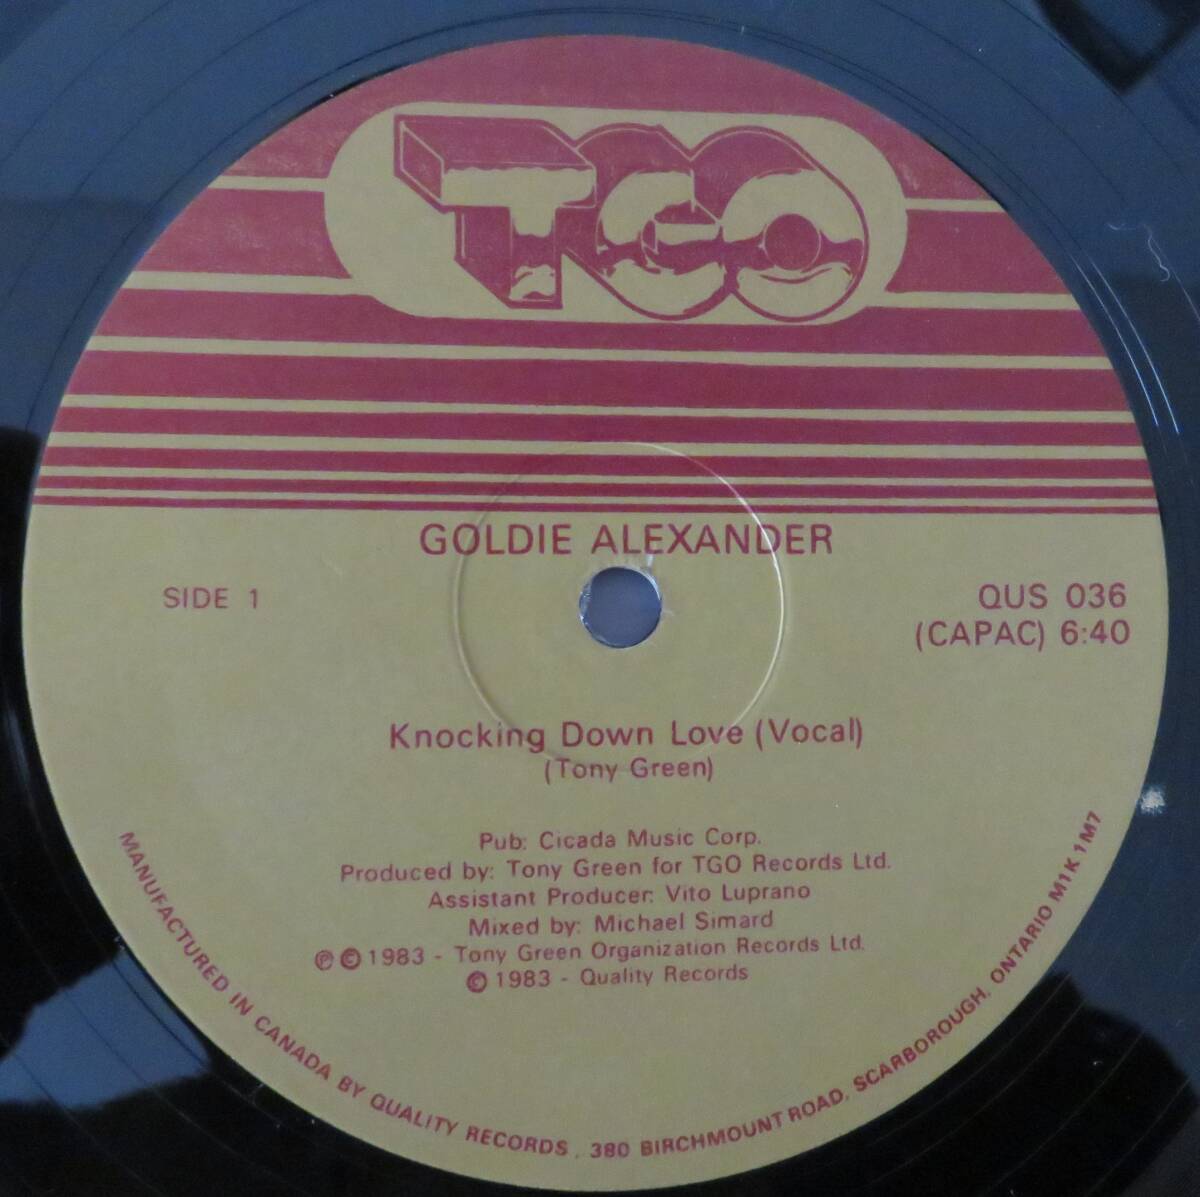 TGO
GOLDIE ALEXANDER
SIDE 1
QUS 036
(CAPAC) 6:40
Knocking Down Love (Vocal)
(Tony Green)
Pub: Cicada Music Corp.
Produced by: Tony Green for TGO Records Ltd.
Assistant Producer: Vito Luprano
Mixed by: Michael Simard
℗ © 1983 - Tony Green Organization Records Ltd.
© 1983 - Quality Records
MANUFACTURED IN CANADA BY QUALITY RECORDS, 380 BIRCHMOUNT ROAD, SCARBOROUGH, ONTARIO M1K 1M7